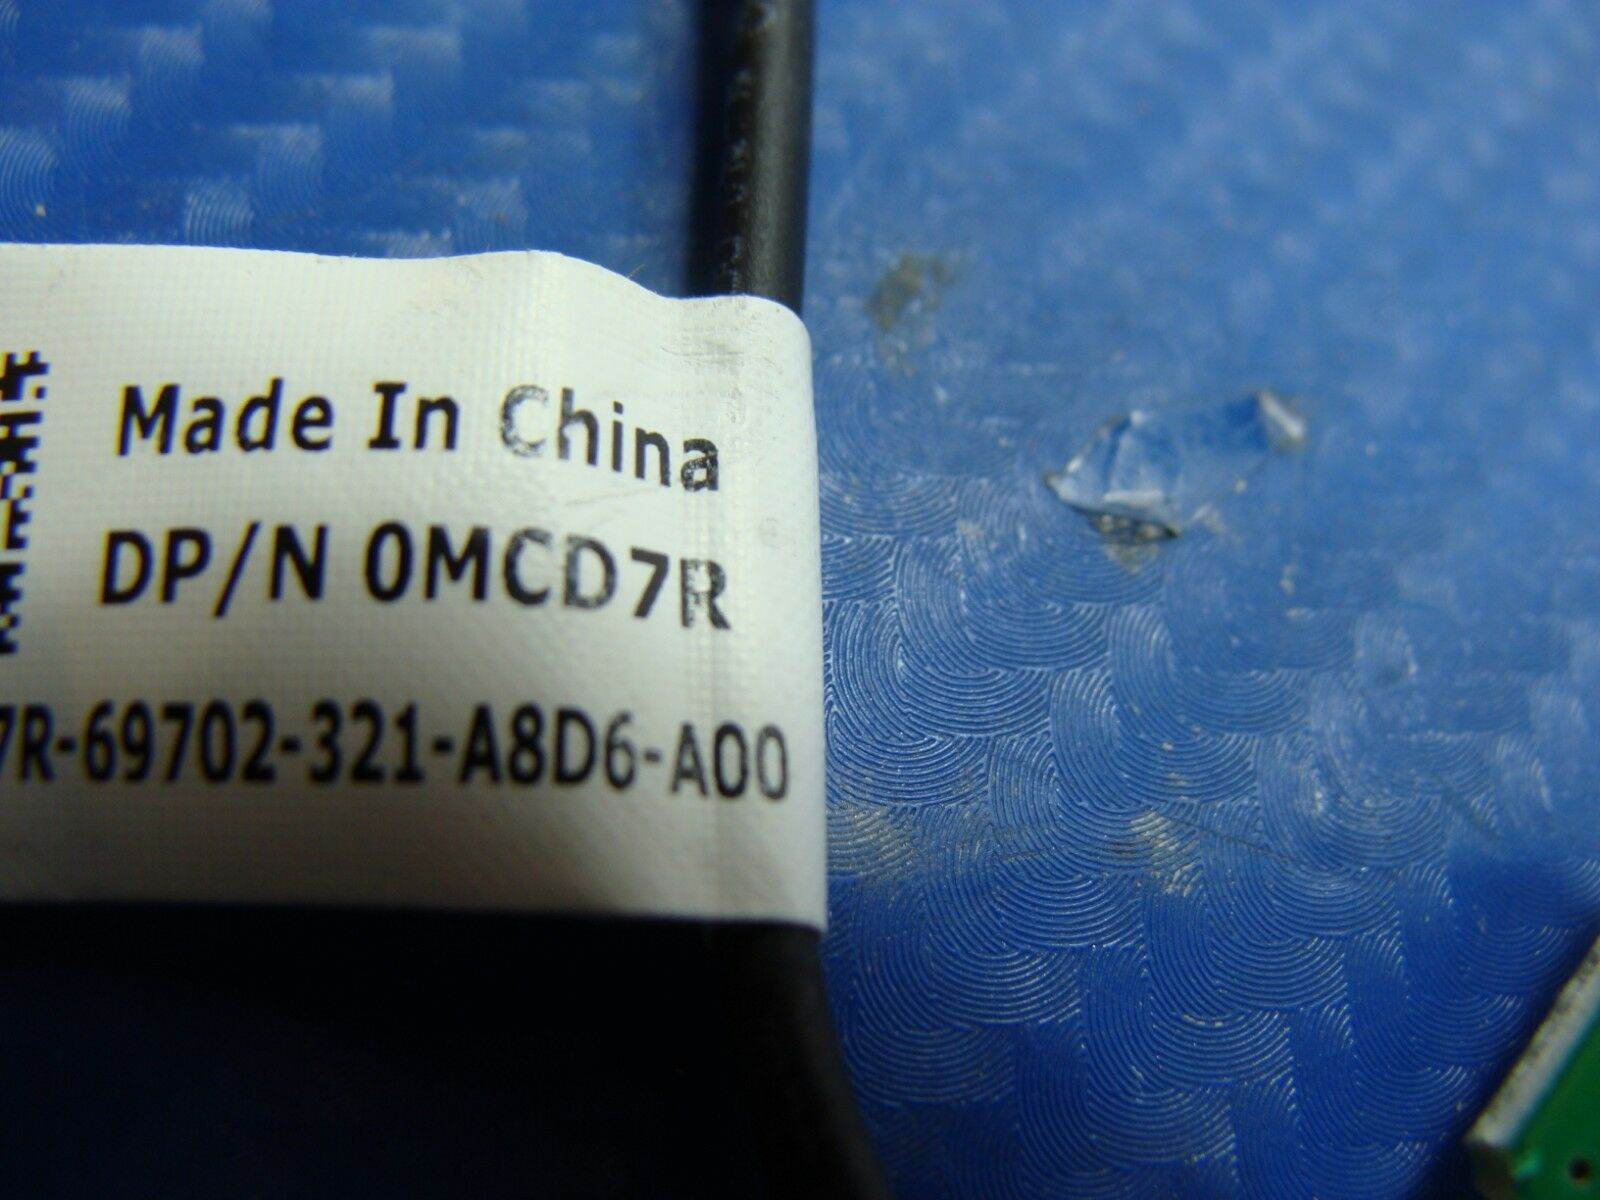 Made In China
DP/N 0MCD7R
7R-69702-321-A8D6-A00